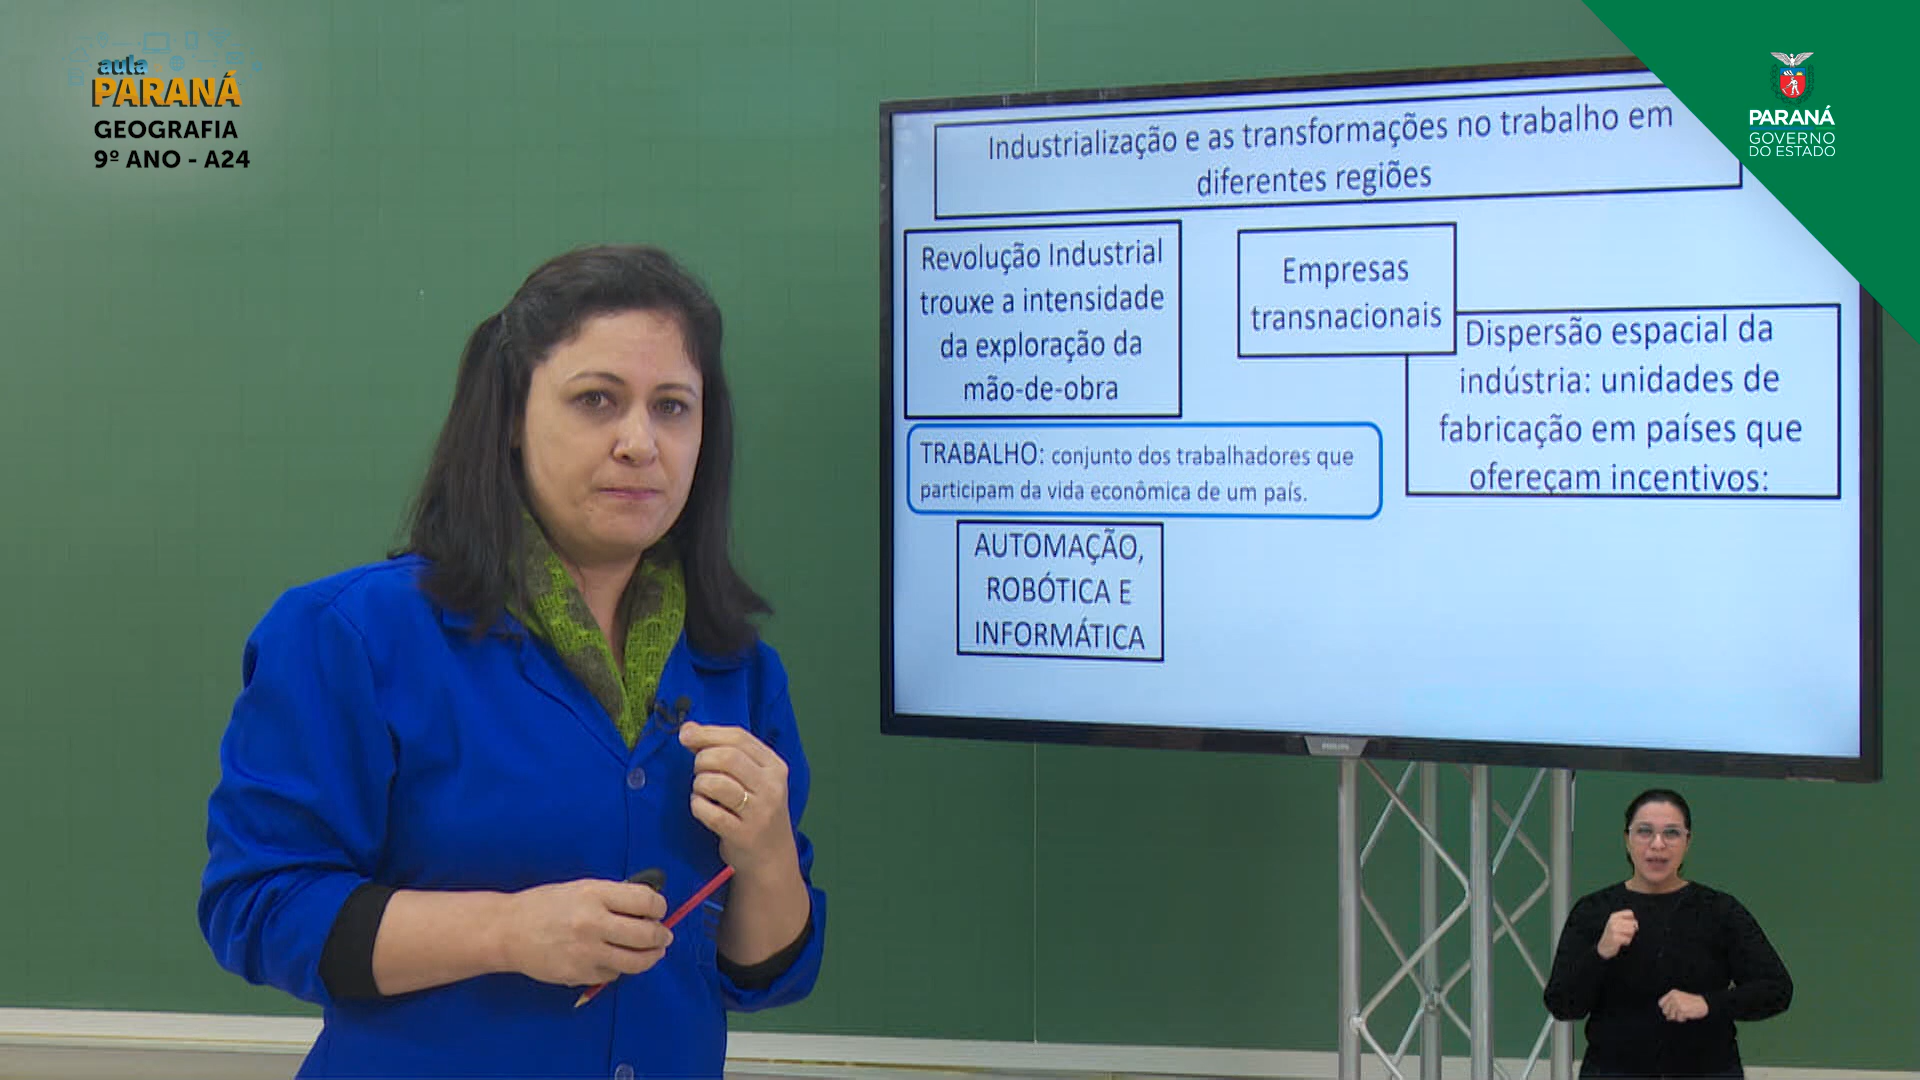 aula
PARANÁ
GEOGRAFIA
9º ANO - A24
PARANÁ
GOVERNO
DO ESTADO
Industrialização e as transformações no trabalho em
diferentes regiões
Revolução Industrial
trouxe a intensidade
da exploração da
mão-de-obra
Empresas
transnacionais
Dispersão espacial da
indústria: unidades de
fabricação em países que
ofereçam incentivos:
TRABALHO: conjunto dos trabalhadores que
participam da vida econômica de um país.
AUTOMAÇÃO,
ROBÓTICA E
INFORMÁTICA
PHILIPS